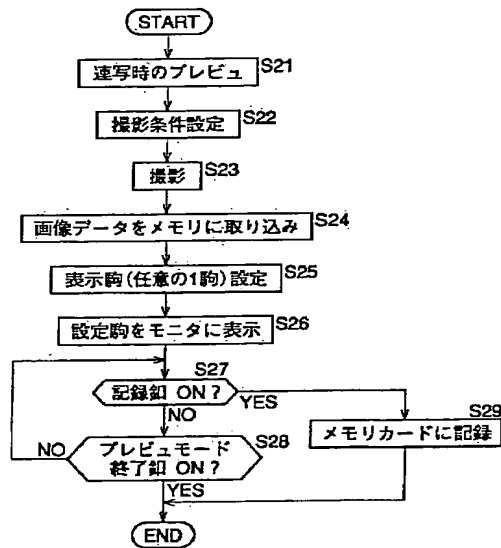 START
連写時のプレビュ
S21
撮影条件設定
S22
撮影
S23
画像データをメモリに取り込み
S24
表示駒(任意の1駒)設定
S25
設定駒をモニタに表示
S26
S27
記録釦 ON?
YES
NO
S29
メモリカードに記録
S28
プレビュモード
終了釦 ON?
NO
YES
END